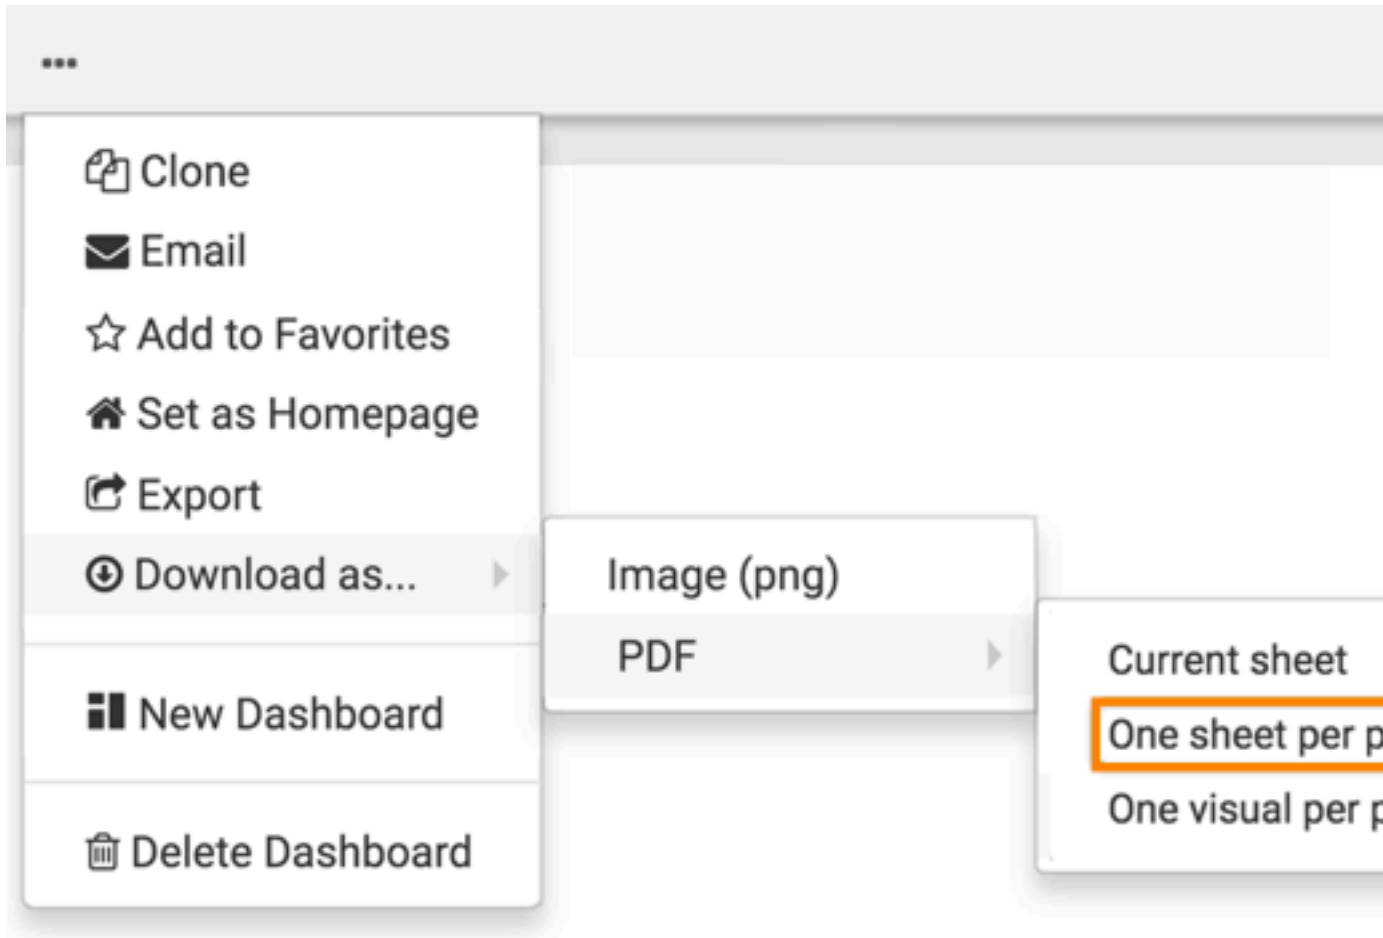 Clone
Email
Add to Favorites
Set as Homepage
Export
Download as...
Image (png)
PDF
Current sheet
One sheet per
One visual per
New Dashboard
Delete Dashboard